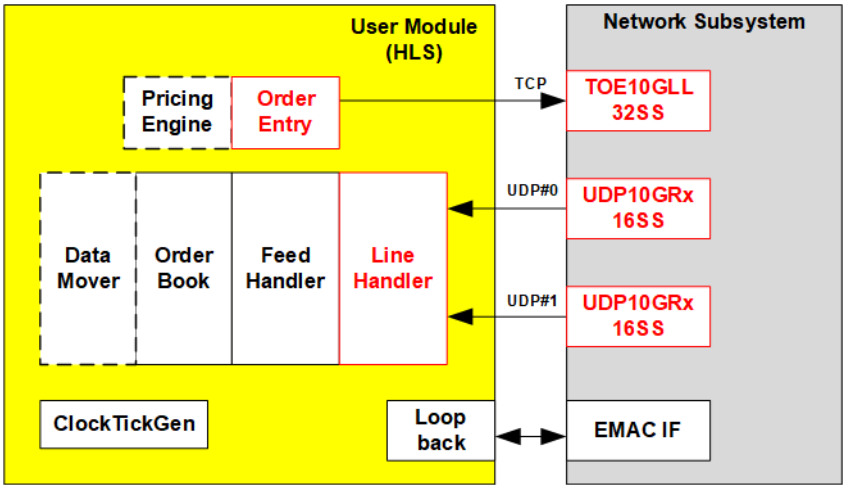 User Module
(HLS)
Network Subsystem
Pricing
Engine
Order
Entry
TCP
TOE10GLL
32SS
Data
Mover
Order
Book
Feed
Handler
Line
Handler
UDP#0
UDP10GRx
16SS
UDP#1
UDP10GRx
16SS
ClockTickGen
Loop
back
EMAC IF